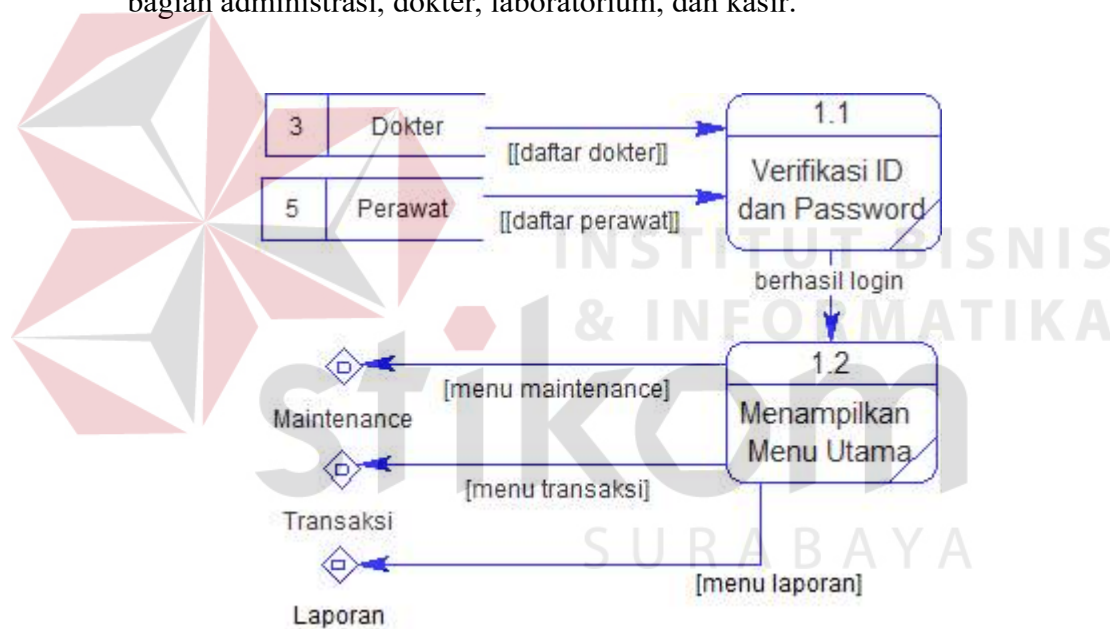 bagian administrasi, dokter, laboratorium, dan kasir.
3 Dokter
[[daftar dokter]]
5 Perawat
[[daftar perawat]]
1.1
Verifikasi ID
dan Password
berhasil login
1.2
Menampilkan
Menu Utama
[menu maintenance]
Maintenance
[menu transaksi]
Transaksi
[menu laporan]
Laporan
INSTITUT BISNIS
& INFORMATIKA
stikom
SURABAYA